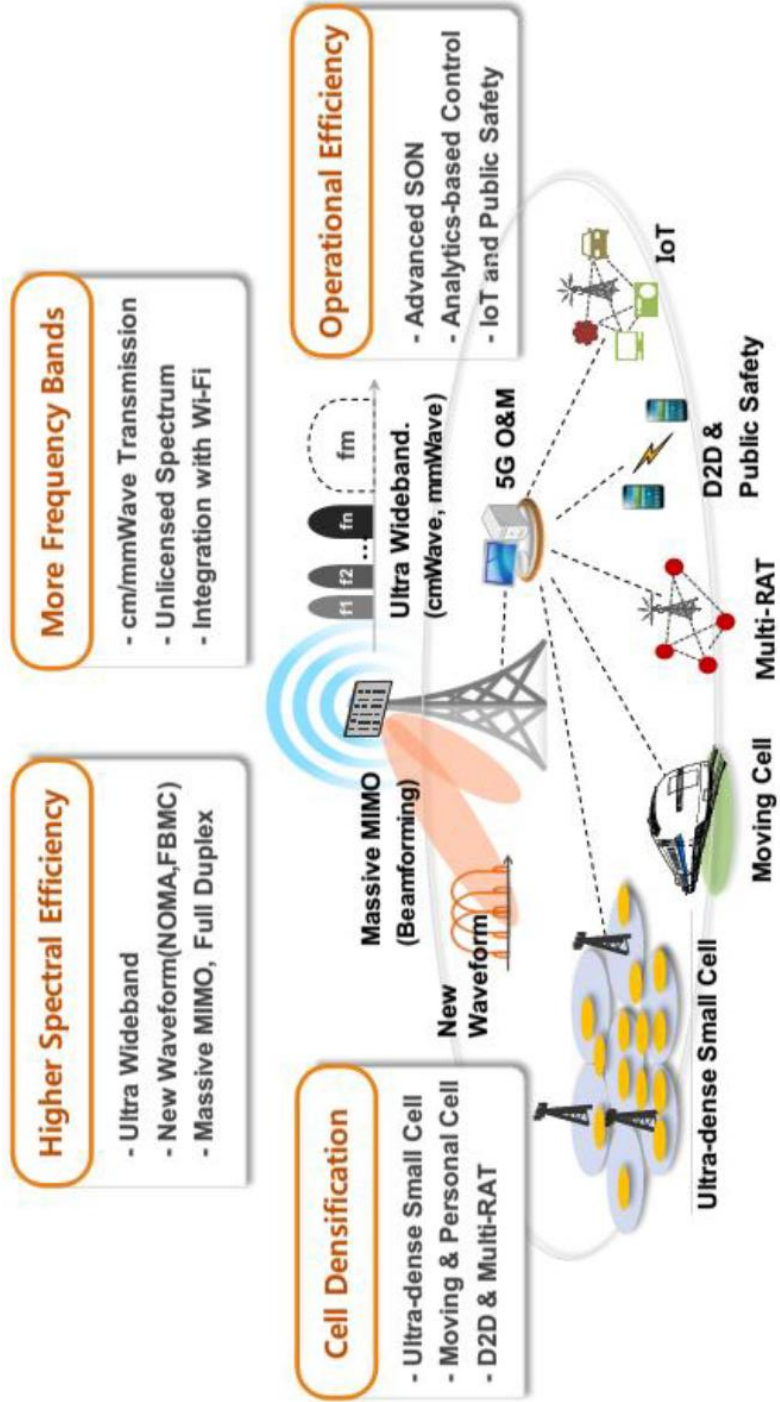 Higher Spectral Efficiency
- Ultra Wideband
- New Waveform(NOMA,FBMC)
- Massive MIMO, Full Duplex
More Frequency Bands
- cm/mmWave Transmission
- Unlicensed Spectrum
- Integration with Wi-Fi
Cell Densification
- Ultra-dense Small Cell
- Moving & Personal Cell
- D2D & Multi-RAT
Operational Efficiency
- Advanced SON
- Analytics-based Control
- IoT and Public Safety
Massive MIMO
(Beamforming)
New
Waveform
f1 f2 ... fn fm
Ultra Wideband.
(cmWave, mmWave)
5G O&M
Ultra-dense Small Cell
Moving Cell
Multi-RAT
D2D &
Public Safety
IoT